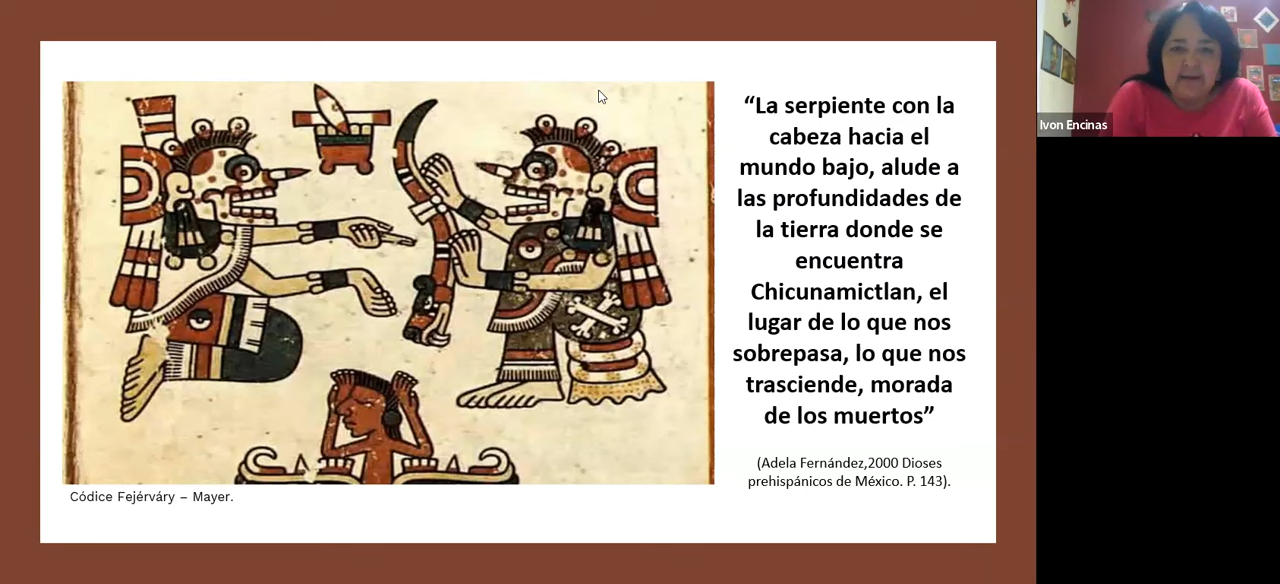 “La serpiente con la
cabeza hacia el
mundo bajo, alude a
las profundidades de
la tierra donde se
encuentra
Chicunamictlan, el
lugar de lo que nos
sobrepasa, lo que nos
trasciende, morada
de los muertos”
(Adela Fernández,2000 Dioses
prehispánicos de México. P. 143).
Códice Fejérváry – Mayer.
Ivon Encinas